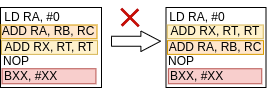 LD RA, #0
ADD RA, RB, RC
ADD RX, RT, RT
NOP
BXX, #XX
LD RA, #0
ADD RX, RT, RT
ADD RA, RB, RC
NOP
BXX, #XX